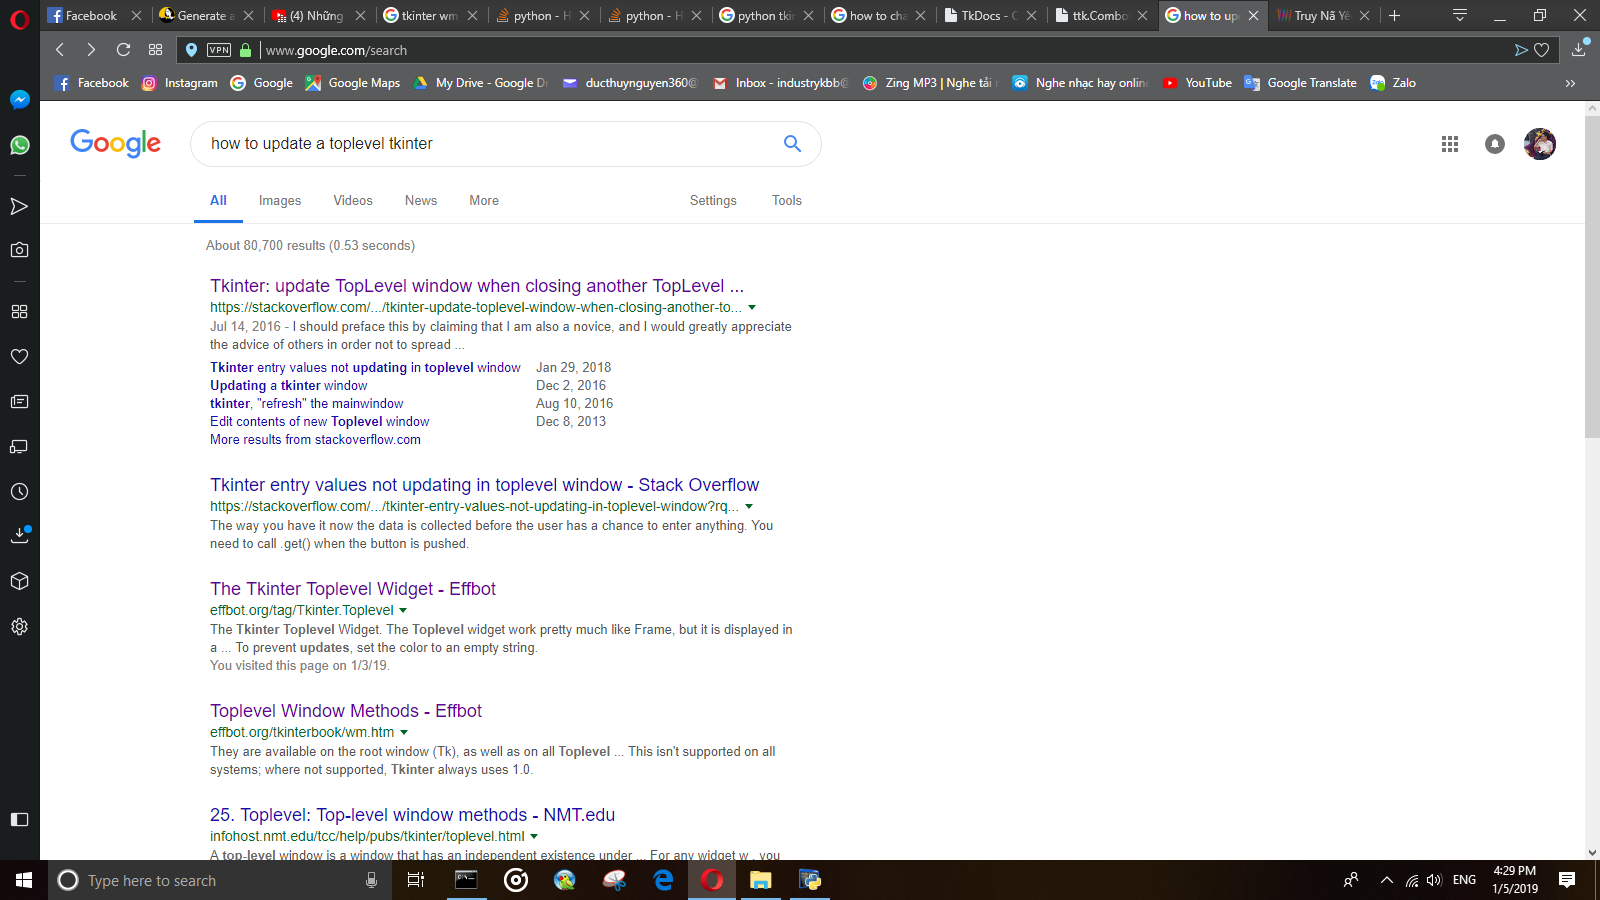 Facebook
Generate a
(4) Những
tkinter wm
python - H
python - H
python tkin
how to cha
TkDocs - C
ttk.Combo
how to upd
Truy Nã Yê
VPN
www.google.com/search
Facebook
Instagram
Google
Google Maps
My Drive - Google Dr
ducthuynguyen360@
Inbox - industrykbb@
Zing MP3 | Nghe tải
Nghe nhạc hay online
YouTube
Google Translate
Zalo
Google
how to update a toplevel tkinter
All
Images
Videos
News
More
Settings
Tools
About 80,700 results (0.53 seconds)
Tkinter: update TopLevel window when closing another TopLevel ...
https://stackoverflow.com/.../tkinter-update-toplevel-window-when-closing-another-to...
Jul 14, 2016 - I should preface this by claiming that I am also a novice, and I would greatly appreciate
the advice of others in order not to spread ...
Tkinter entry values not updating in toplevel window Jan 29, 2018
Updating a tkinter window Dec 2, 2016
tkinter, "refresh" the mainwindow Aug 10, 2016
Edit contents of new Toplevel window Dec 8, 2013
More results from stackoverflow.com
Tkinter entry values not updating in toplevel window - Stack Overflow
https://stackoverflow.com/.../tkinter-entry-values-not-updating-in-toplevel-window?rq...
The way you have it now the data is collected before the user has a chance to enter anything. You
need to call .get() when the button is pushed.
The Tkinter Toplevel Widget - Effbot
effbot.org/tag/Tkinter.Toplevel
The Tkinter Toplevel Widget. The Toplevel widget work pretty much like Frame, but it is displayed in
a ... To prevent updates, set the color to an empty string.
You visited this page on 1/3/19.
Toplevel Window Methods - Effbot
effbot.org/tkinterbook/wm.htm
They are available on the root window (Tk), as well as on all Toplevel ... This isn't supported on all
systems; where not supported, Tkinter always uses 1.0.
25. Toplevel: Top-level window methods - NMT.edu
infohost.nmt.edu/tcc/help/pubs/tkinter/toplevel.html
A top-level window is a window that has an independent existence under ... For any widget w , you
Type here to search
ENG
4:29 PM
1/5/2019